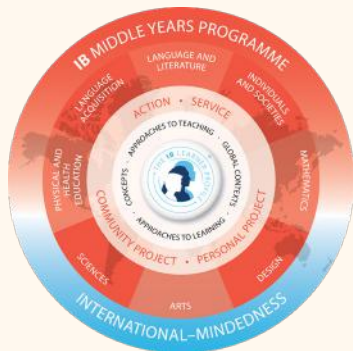 IB MIDDLE YEARS PROGRAMME
LANGUAGE AND
LITERATURE
LANGUAGE
ACQUISITION
INDIVIDUALS
AND SOCIETIES
PHYSICAL AND
HEALTH
EDUCATION
MATHEMATICS
SCIENCES
DESIGN
ARTS
ACTION • SERVICE
COMMUNITY PROJECT • PERSONAL PROJECT
APPROACHES TO TEACHING
CONCEPTS
GLOBAL CONTEXTS
APPROACHES TO LEARNING
THE IB LEARNER PROFILE
INTERNATIONAL–MINDEDNESS